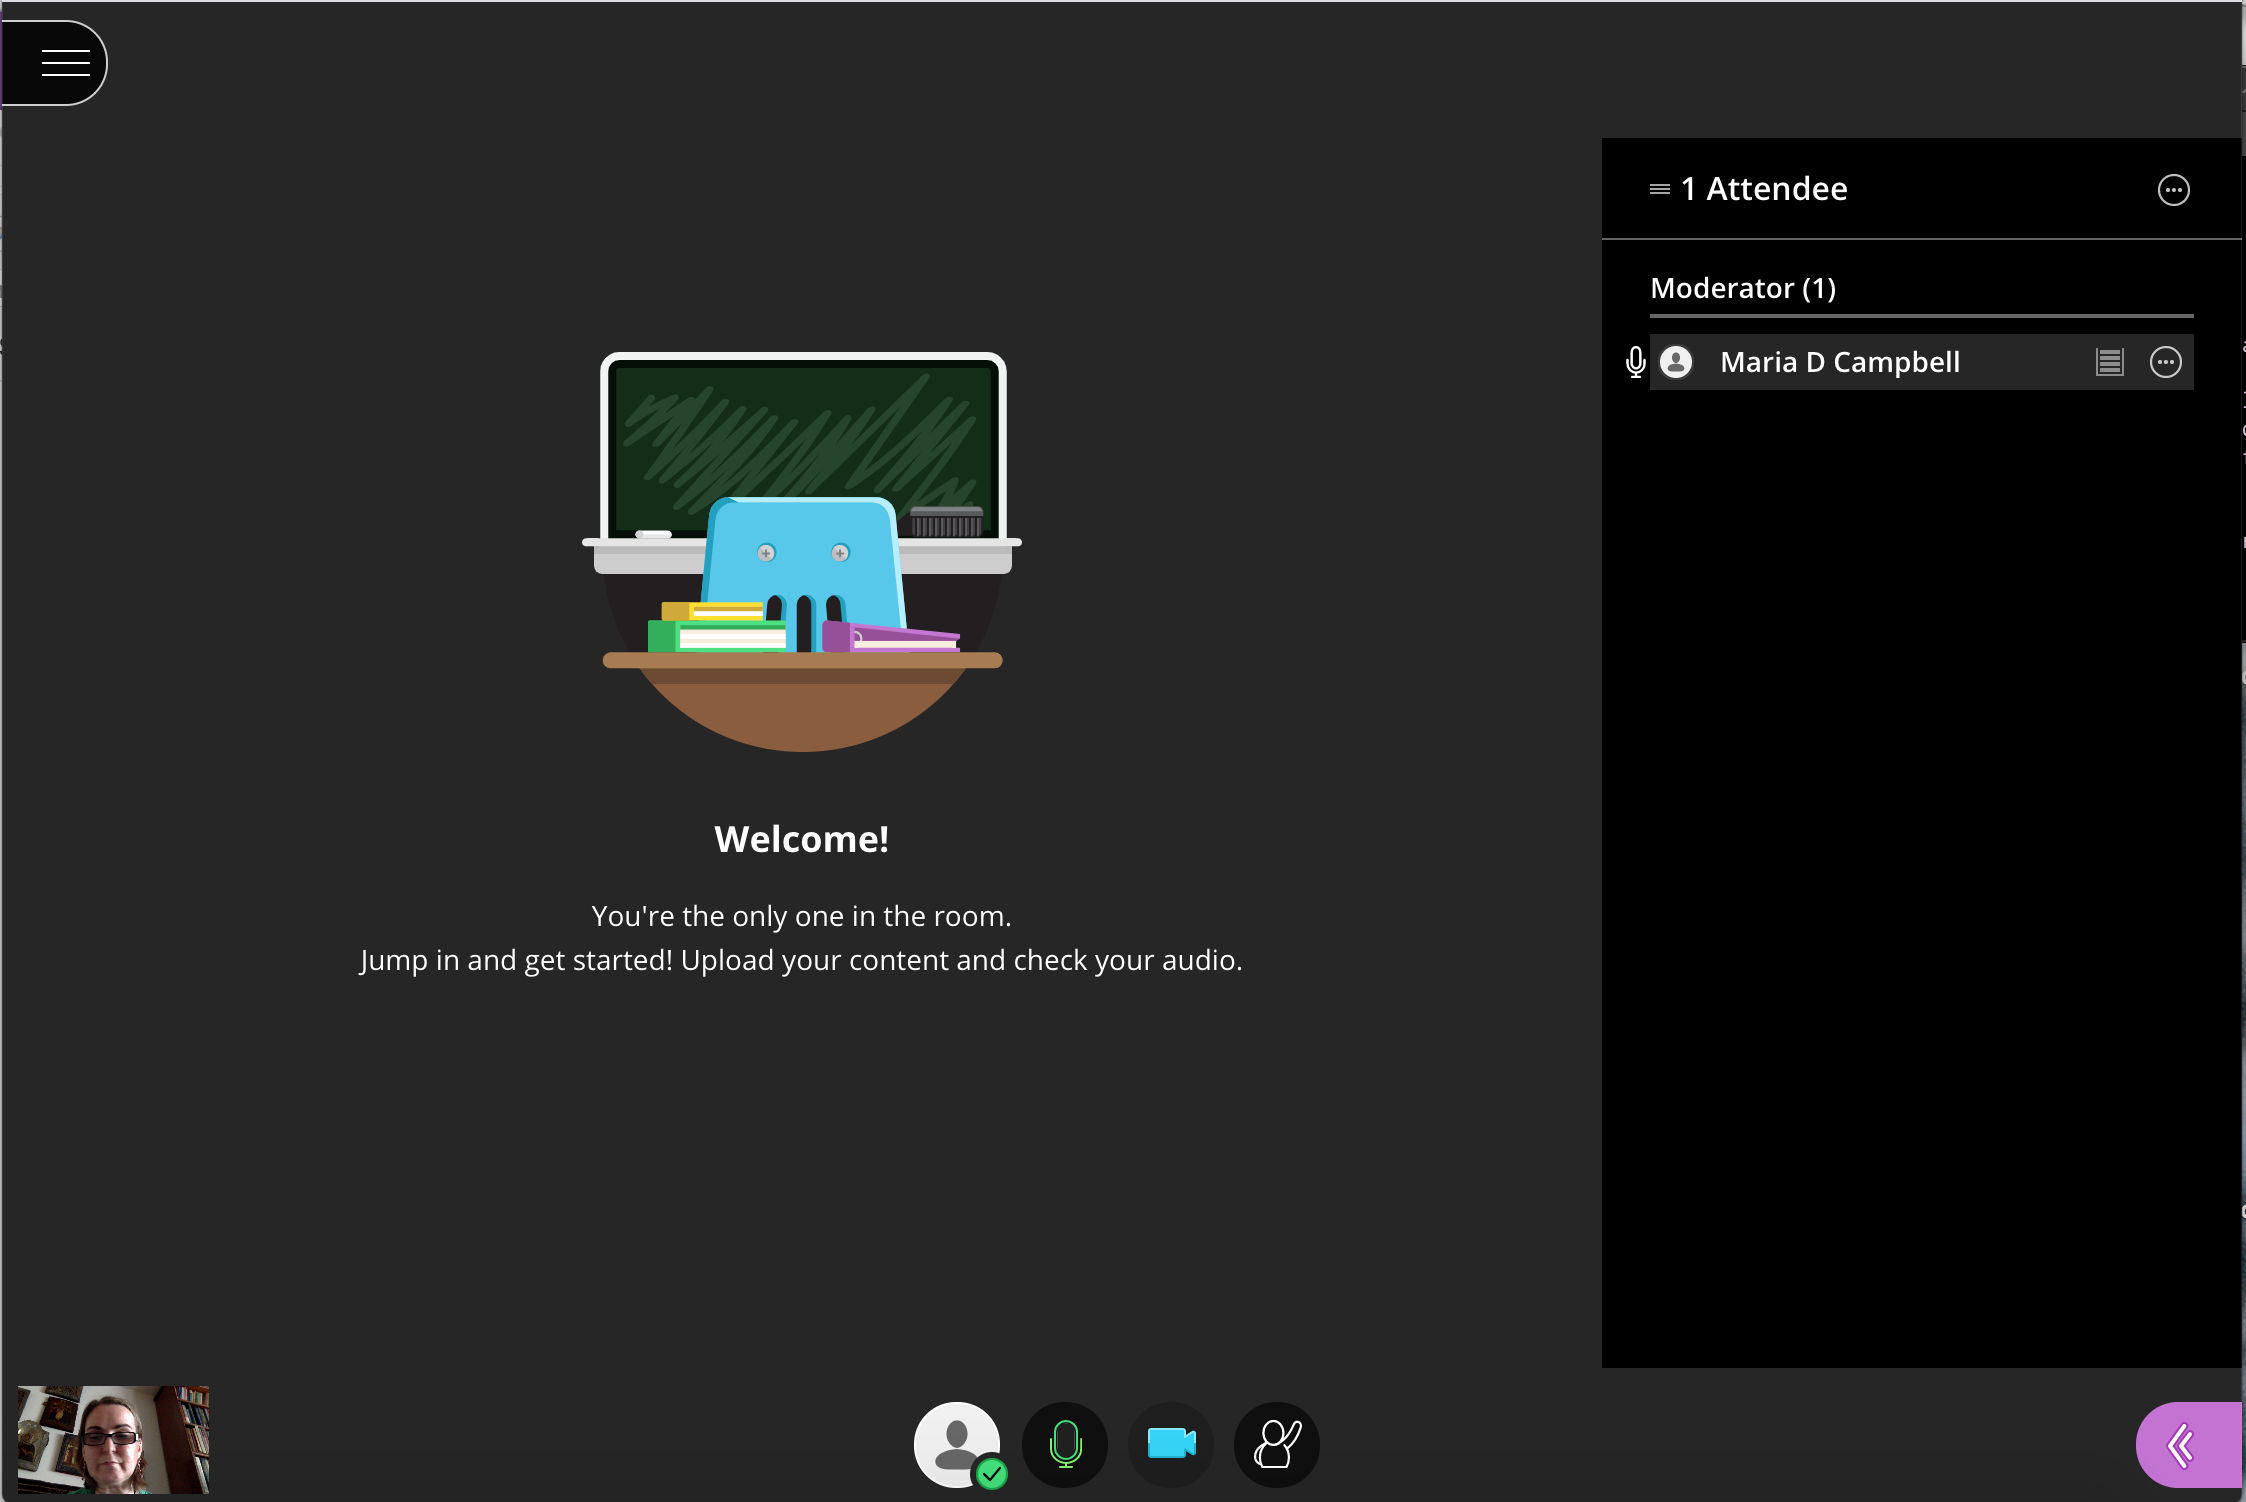 1 Attendee
Moderator (1)
Maria D Campbell
Welcome!
You're the only one in the room.
Jump in and get started! Upload your content and check your audio.